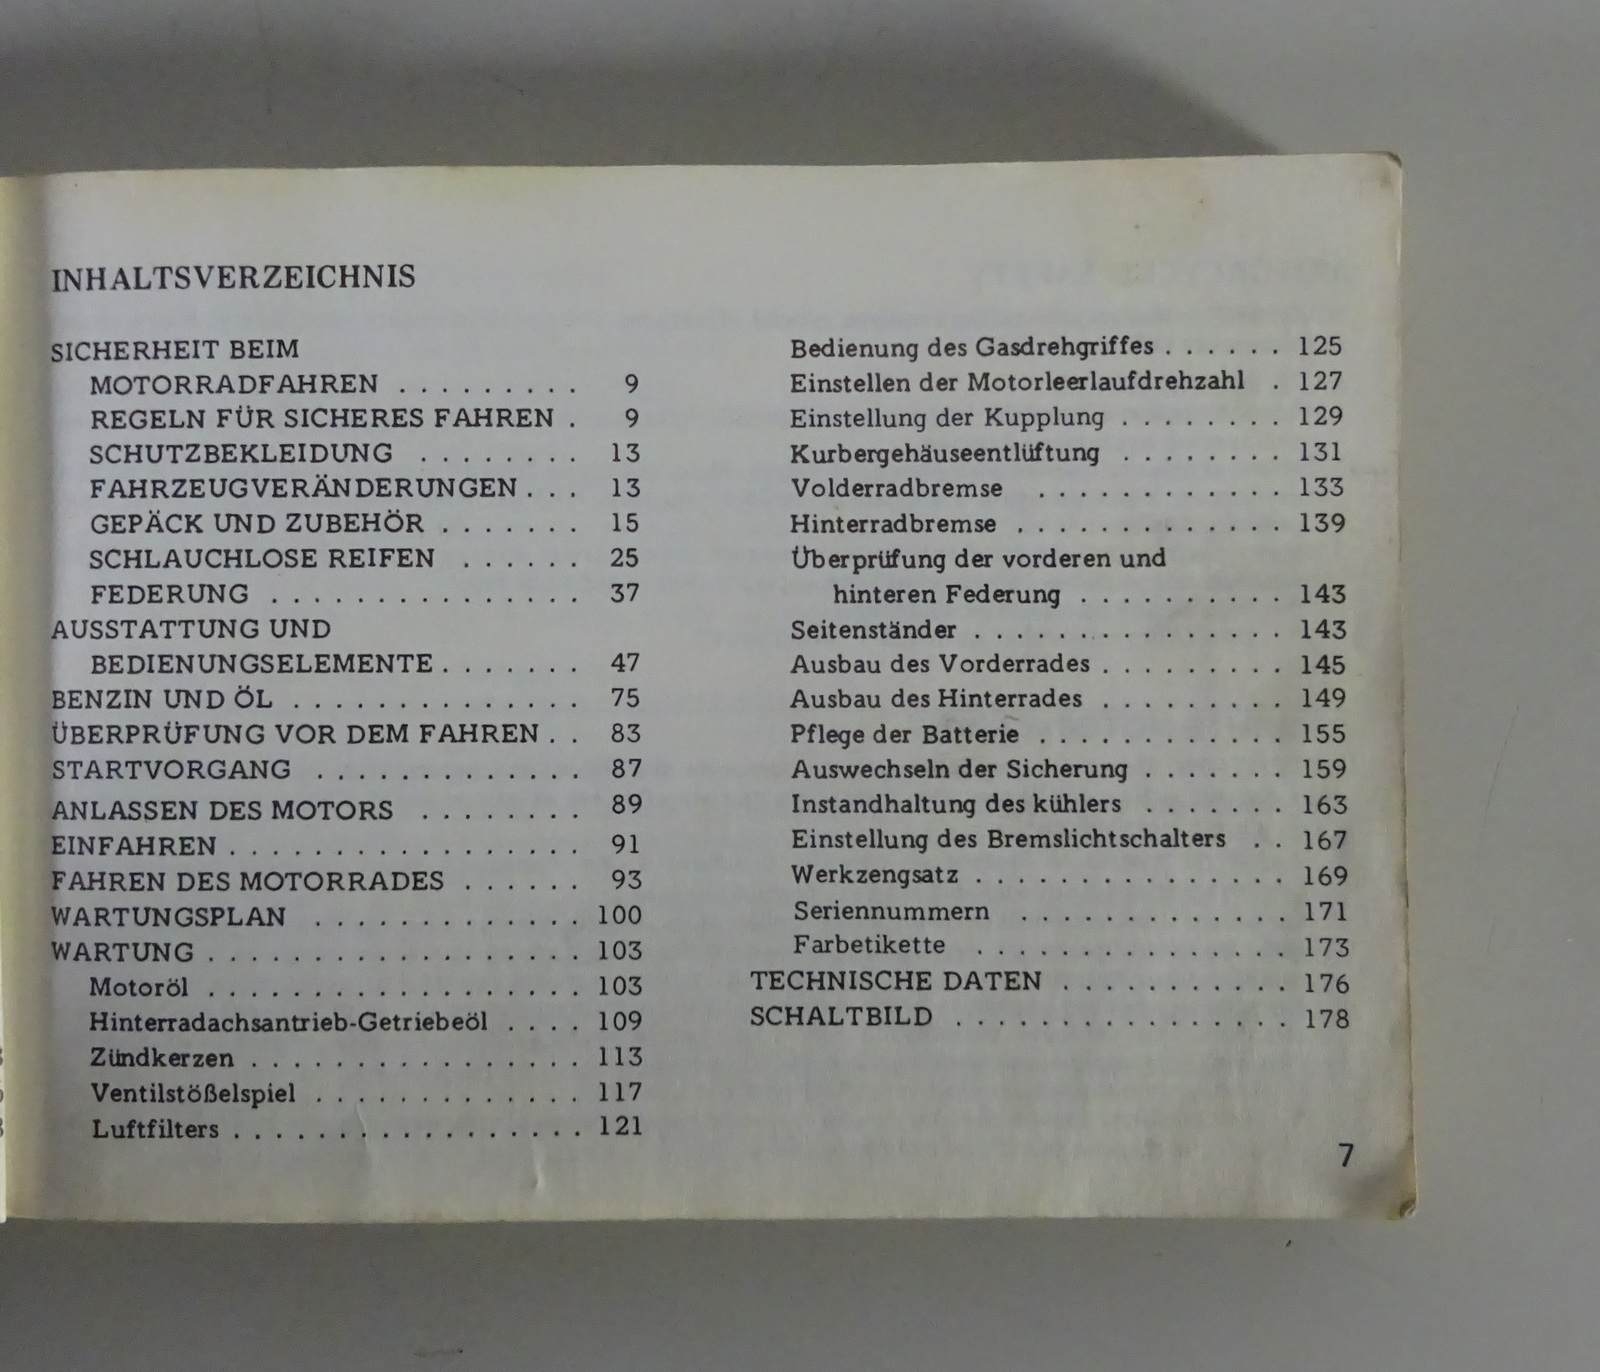 INHALTSVERZEICHNIS
SICHERHEIT BEIM
MOTORRADFAHREN . . . . . . . . . 9
REGELN FÜR SICHERES FAHREN . 9
SCHUTZBEKLEIDUNG . . . . . . . . 13
FAHRZEUGVERÄNDERUNGEN . . . 13
GEPÄCK UND ZUBEHÖR . . . . . . . 15
SCHLAUCHLOSE REIFEN . . . . . . 25
FEDERUNG . . . . . . . . . . . . . . . 37
AUSSTATTUNG UND
BEDIENUNGSELEMENTE . . . . . . . 47
BENZIN UND ÖL . . . . . . . . . . . . . . 75
ÜBERPRÜFUNG VOR DEM FAHREN . . 83
STARTVORGANG . . . . . . . . . . . . . 87
ANLASSEN DES MOTORS . . . . . . . . 89
EINFAHREN . . . . . . . . . . . . . . . . . 91
FAHREN DES MOTORRADES . . . . . . 93
WARTUNGSPLAN . . . . . . . . . . . . . 100
WARTUNG . . . . . . . . . . . . . . . . . . 103
Motoröl . . . . . . . . . . . . . . . . . . 103
Hinterradachsantrieb-Getriebeöl . . . . 109
Zündkerzen . . . . . . . . . . . . . . . . 113
Ventilstößelspiel . . . . . . . . . . . . . 117
Luftfilters . . . . . . . . . . . . . . . . . 121
Bedienung des Gasdrehgriffes . . . . . . 125
Einstellen der Motorleerlaufdrehzahl . 127
Einstellung der Kupplung . . . . . . . . 129
Kurbergehäuseentlüftung . . . . . . . . 131
Volderradbremse . . . . . . . . . . . . 133
Hinterradbremse . . . . . . . . . . . . . 139
Überprüfung der vorderen und
hinteren Federung . . . . . . . . . . 143
Seitenständer . . . . . . . . . . . . . . . 143
Ausbau des Vorderrades . . . . . . . . . 145
Ausbau des Hinterrades . . . . . . . . . 149
Pflege der Batterie . . . . . . . . . . . . 155
Auswechseln der Sicherung . . . . . . . 159
Instandhaltung des kühlers . . . . . . . 163
Einstellung des Bremslichtschalters . . 167
Werkzengsatz . . . . . . . . . . . . . . . 169
Seriennummern . . . . . . . . . . . . . 171
Farbetikette . . . . . . . . . . . . . . . 173
TECHNISCHE DATEN . . . . . . . . . . . 176
SCHALTBILD . . . . . . . . . . . . . . . . 178
7